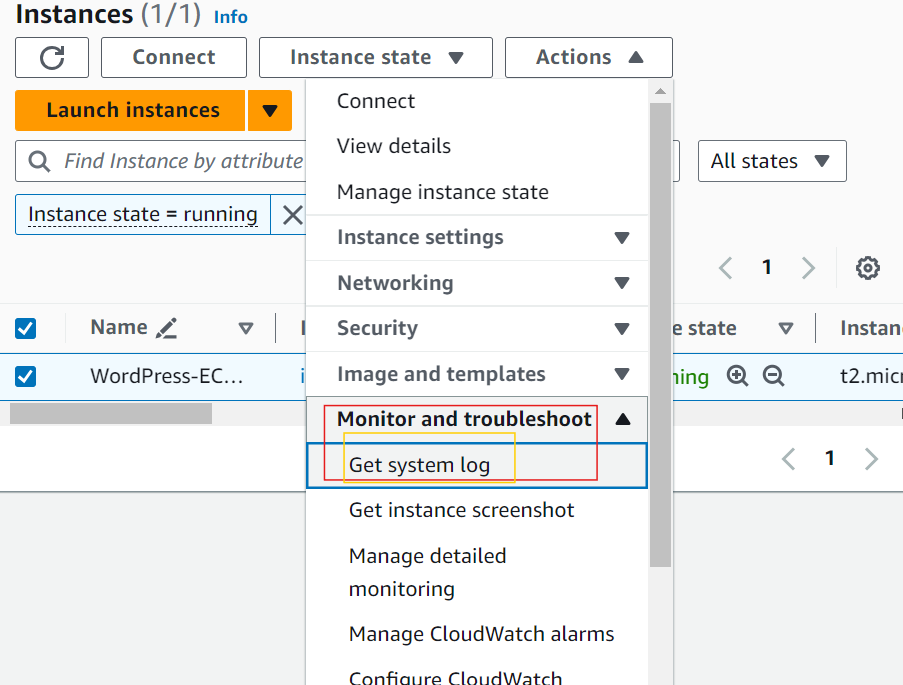 Instances (1/1) Info
Connect
Instance state
Actions
Launch instances
Find Instance by attribute
All states
Instance state = running
Connect
View details
Manage instance state
Instance settings
Networking
Security
Image and templates
Monitor and troubleshoot
Get system log
Get instance screenshot
Manage detailed
monitoring
Manage CloudWatch alarms
Configure CloudWatch
1
Name
state
WordPress-EC...
t2.micr
1